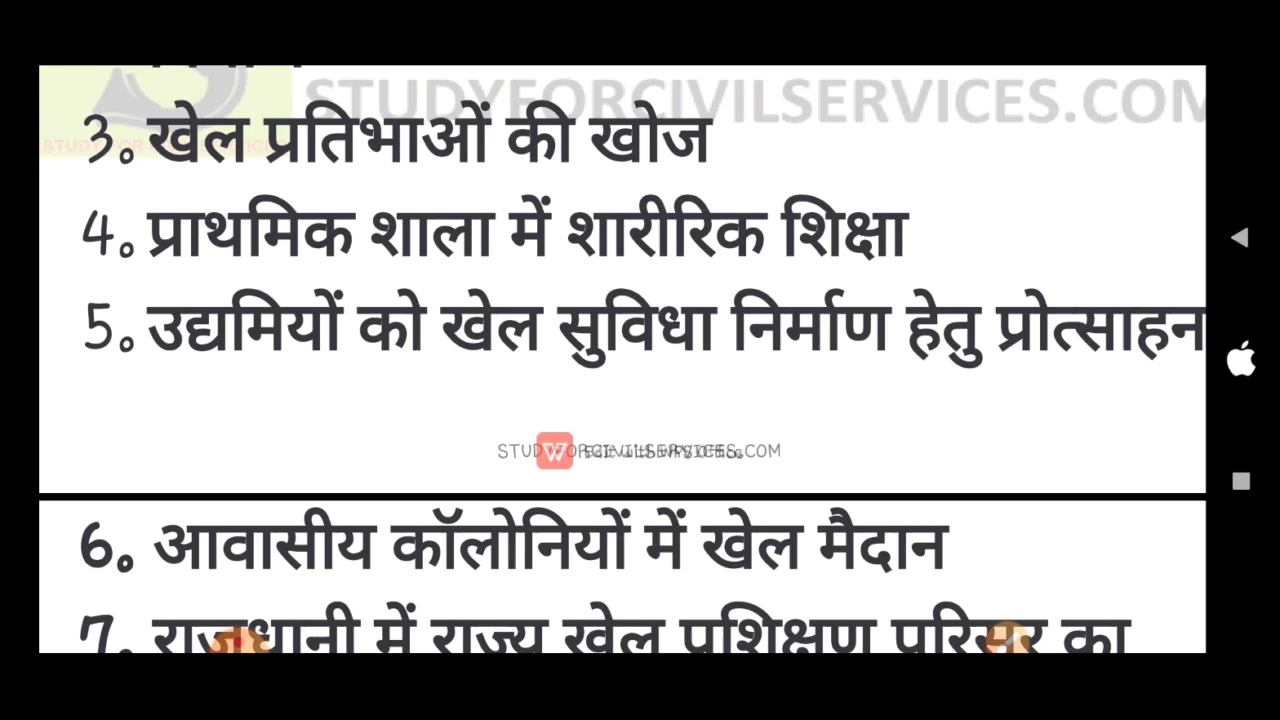 STUDYFORCIVILSERVICES.COM
3. खेल प्रतिभाओं की खोज
4. प्राथमिक शाला में शारीरिक शिक्षा
5. उद्यमियों को खेल सुविधा निर्माण हेतु प्रोत्साहन
STUDYFORCIVILSERVICES.COM
6. आवासीय कॉलोनियों में खेल मैदान
7. राजधानी में राज्य खेल प्रशिक्षण परिसर का